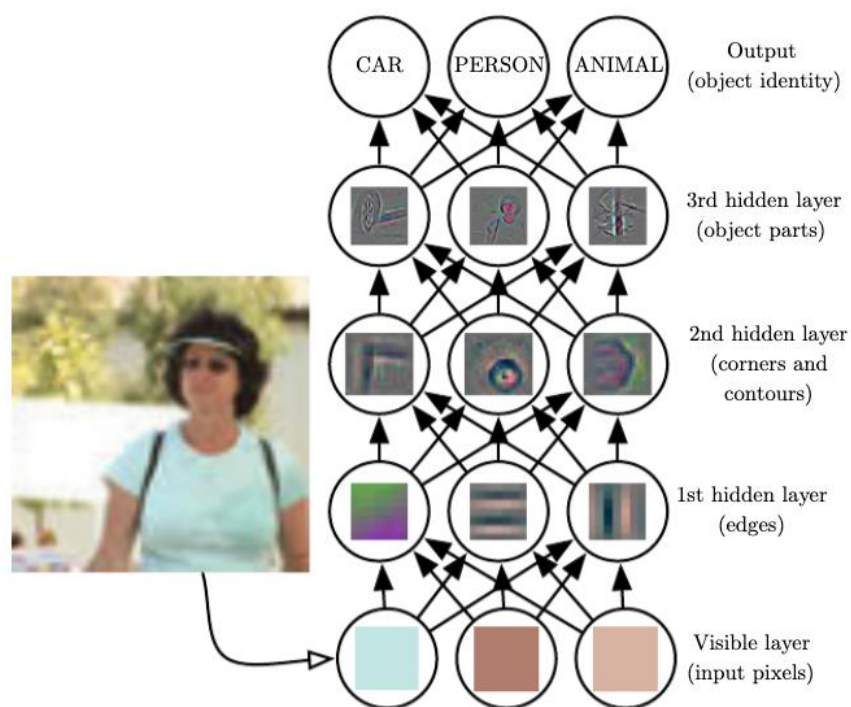 CAR PERSON ANIMAL
Output
(object identity)
3rd hidden layer
(object parts)
2nd hidden layer
(corners and
contours)
1st hidden layer
(edges)
Visible layer
(input pixels)